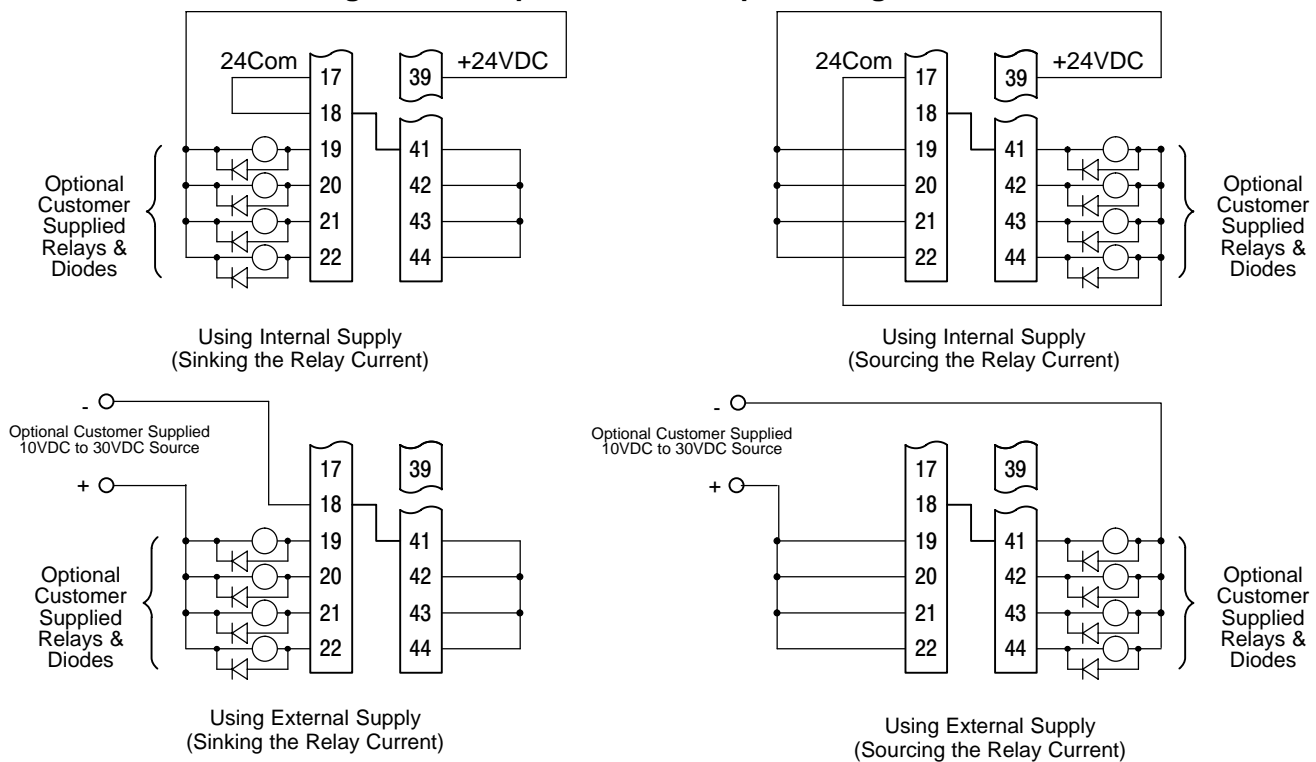 24Com
17
18
19
20
21
22
39
+24VDC
41
42
43
44
Optional
Customer
Supplied
Relays &
Diodes
Using Internal Supply
(Sinking the Relay Current)
24Com
17
18
19
20
21
22
39
+24VDC
41
42
43
44
Optional
Customer
Supplied
Relays &
Diodes
Using Internal Supply
(Sourcing the Relay Current)
-
Optional Customer Supplied
10VDC to 30VDC Source
+
17
18
19
20
21
22
39
41
42
43
44
Optional
Customer
Supplied
Relays &
Diodes
Using External Supply
(Sinking the Relay Current)
-
Optional Customer Supplied
10VDC to 30VDC Source
+
17
18
19
20
21
22
39
41
42
43
44
Optional
Customer
Supplied
Relays &
Diodes
Using External Supply
(Sourcing the Relay Current)